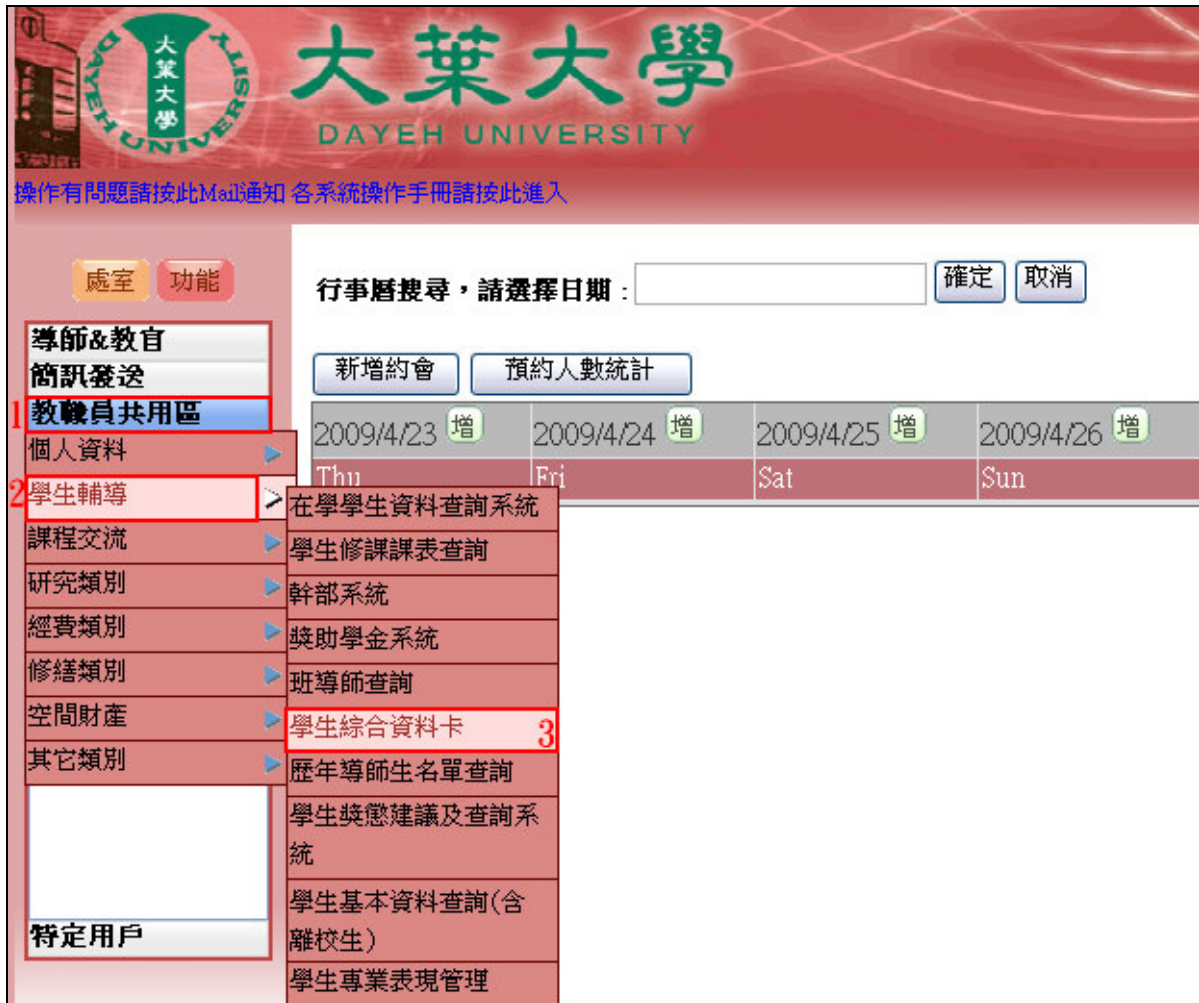 大葉大學
DAYEH UNIVERSITY
大葉大學
DAYEH UNIVERSITY
操作有問題請按此Mail通知 各系統操作手冊請按此進入
處室 功能
行事曆搜尋,請選擇日期: 確定 取消
導師&教官
簡訊發送
新增約會 預約人數統計
1 教職員共用區
2009/4/23 增 2009/4/24 增 2009/4/25 增 2009/4/26 增
Thu Fri Sat Sun
個人資料
2 學生輔導
課程交流
研究類別
經費類別
修繕類別
空間財產
其它類別
在學學生資料查詢系統
學生修課課表查詢
幹部系統
獎助學金系統
班導師查詢
學生綜合資料卡 3
歷年導師生名單查詢
學生獎懲建議及查詢系
統
學生基本資料查詢(含
離校生)
學生專業表現管理
特定用戶